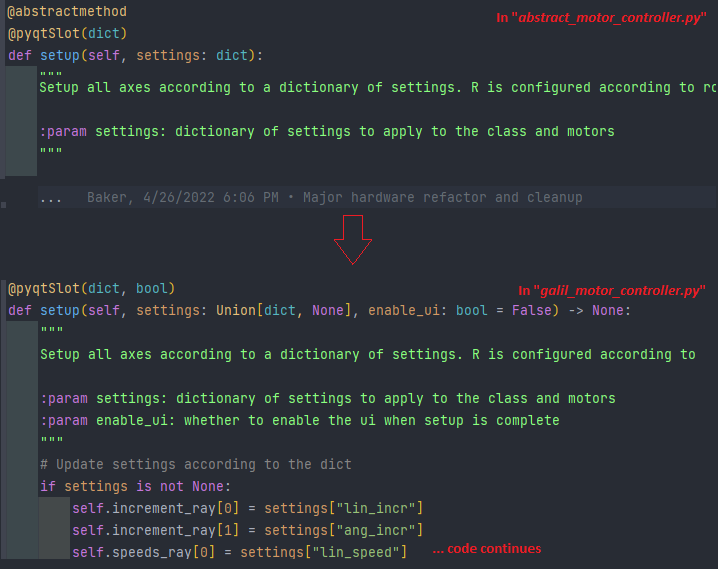 @abstractmethod
In "abstract_motor_controller.py"
@pyqtSlot(dict)
def setup(self, settings: dict):
"""
Setup all axes according to a dictionary of settings. R is configured according to ro
:param settings: dictionary of settings to apply to the class and motors
"""
... Baker, 4/26/2022 6:06 PM • Major hardware refactor and cleanup
@pyqtSlot(dict, bool)
In "galil_motor_controller.py"
def setup(self, settings: Union[dict, None], enable_ui: bool = False) -> None:
"""
Setup all axes according to a dictionary of settings. R is configured according to
:param settings: dictionary of settings to apply to the class and motors
:param enable_ui: whether to enable the ui when setup is complete
"""
# Update settings according to the dict
if settings is not None:
self.increment_ray[0] = settings["lin_incr"]
self.increment_ray[1] = settings["ang_incr"]
self.speeds_ray[0] = settings["lin_speed"]
... code continues